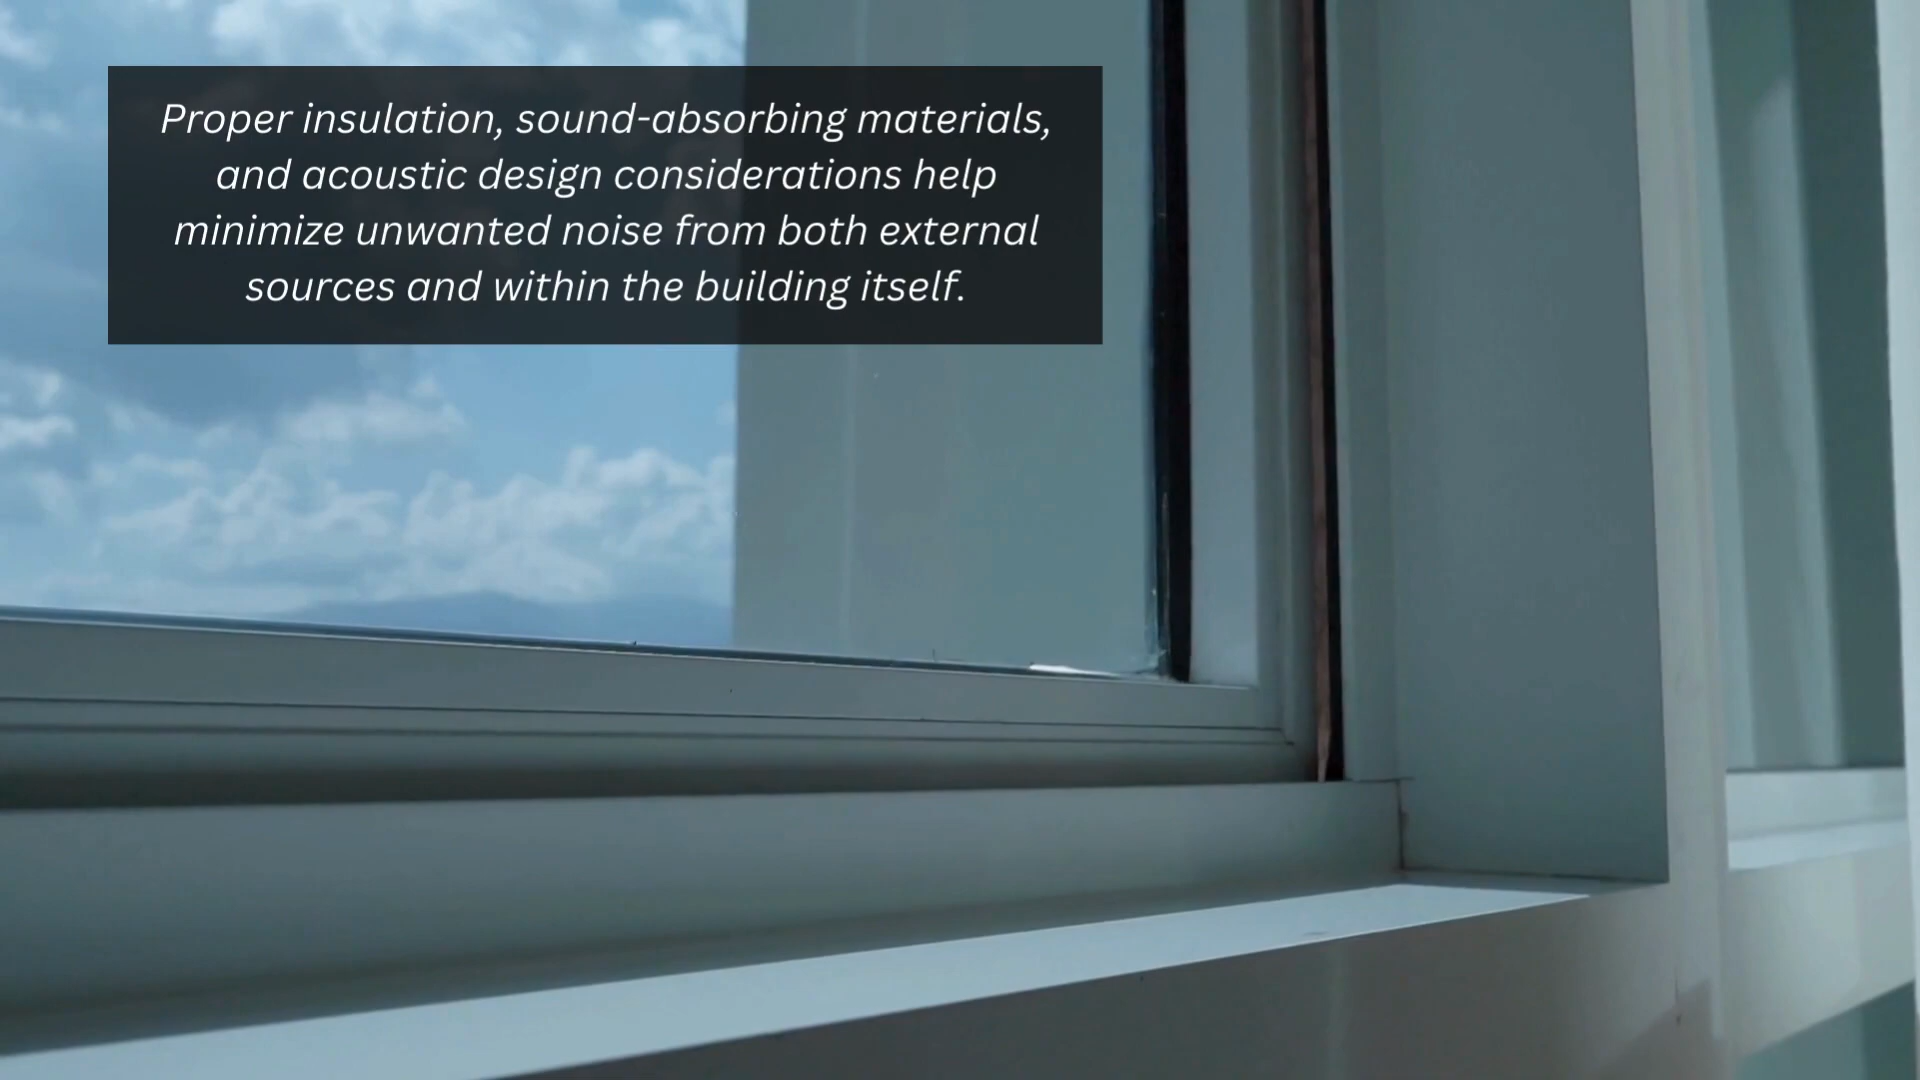 Proper insulation, sound-absorbing materials,
and acoustic design considerations help
minimize unwanted noise from both external
sources and within the building itself.